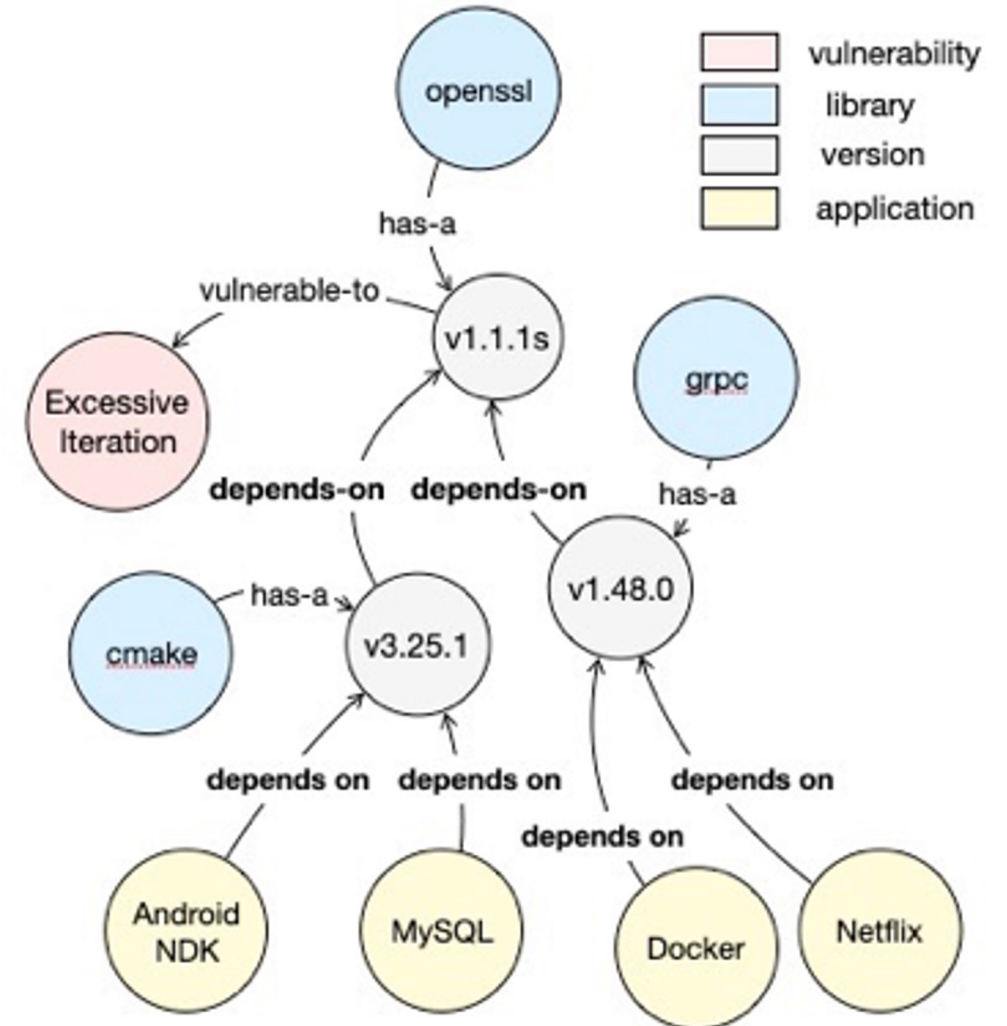 openssl
vulnerability
library
version
application
has-a
vulnerable-to
v1.1.1s
grpc
Excessive
Iteration
depends-on
depends-on
has-a
v1.48.0
has-a
v3.25.1
cmake
depends on
depends on
depends on
depends on
Android
NDK
MySQL
Docker
Netflix